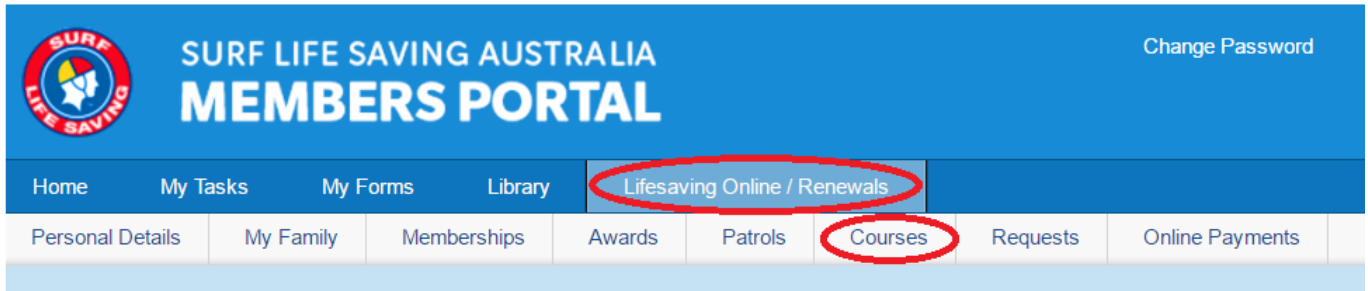 SURF
LIFE SAVING
SURF LIFE SAVING AUSTRALIA
MEMBERS PORTAL
Change Password
Home My Tasks My Forms Library Lifesaving Online / Renewals
Personal Details My Family Memberships Awards Patrols Courses Requests Online Payments